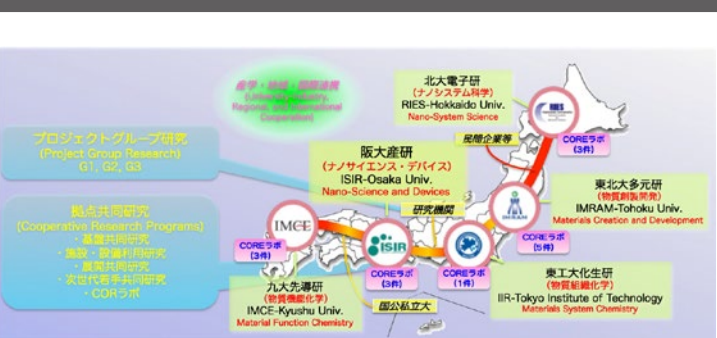 産学・地域・国際連携
(University-Industry,
Regional and International
Cooperation)
プロジェクトグループ研究
(Project Group Research)
G1, G2, G3
拠点共同研究
(Cooperative Research Programs)
・基盤共同研究
・施設・設備利用研究
・展開共同研究
・次世代若手共同研究
・CORラボ
北大電子研
(ナノシステム科学)
RIES-Hokkaido Univ.
Nano-System Science
RIES
COREラボ
(3件)
民間企業等
阪大産研
(ナノサイエンス・デバイス)
ISIR-Osaka Univ.
Nano-Science and Devices
研究機関
東北大多元研
(物質創製開発)
IMRAM-Tohoku Univ.
Materials Creation and Development
IMRAM
COREラボ
(5件)
IMCE
COREラボ
(3件)
ISIR
COREラボ
(3件)
COREラボ
(1件)
九大先導研
(物質機能化学)
IMCE-Kyushu Univ.
Material Function Chemistry
国公私立大
東工大化生研
(物質組織化学)
IIR-Tokyo Institute of Technology
Materials System Chemistry